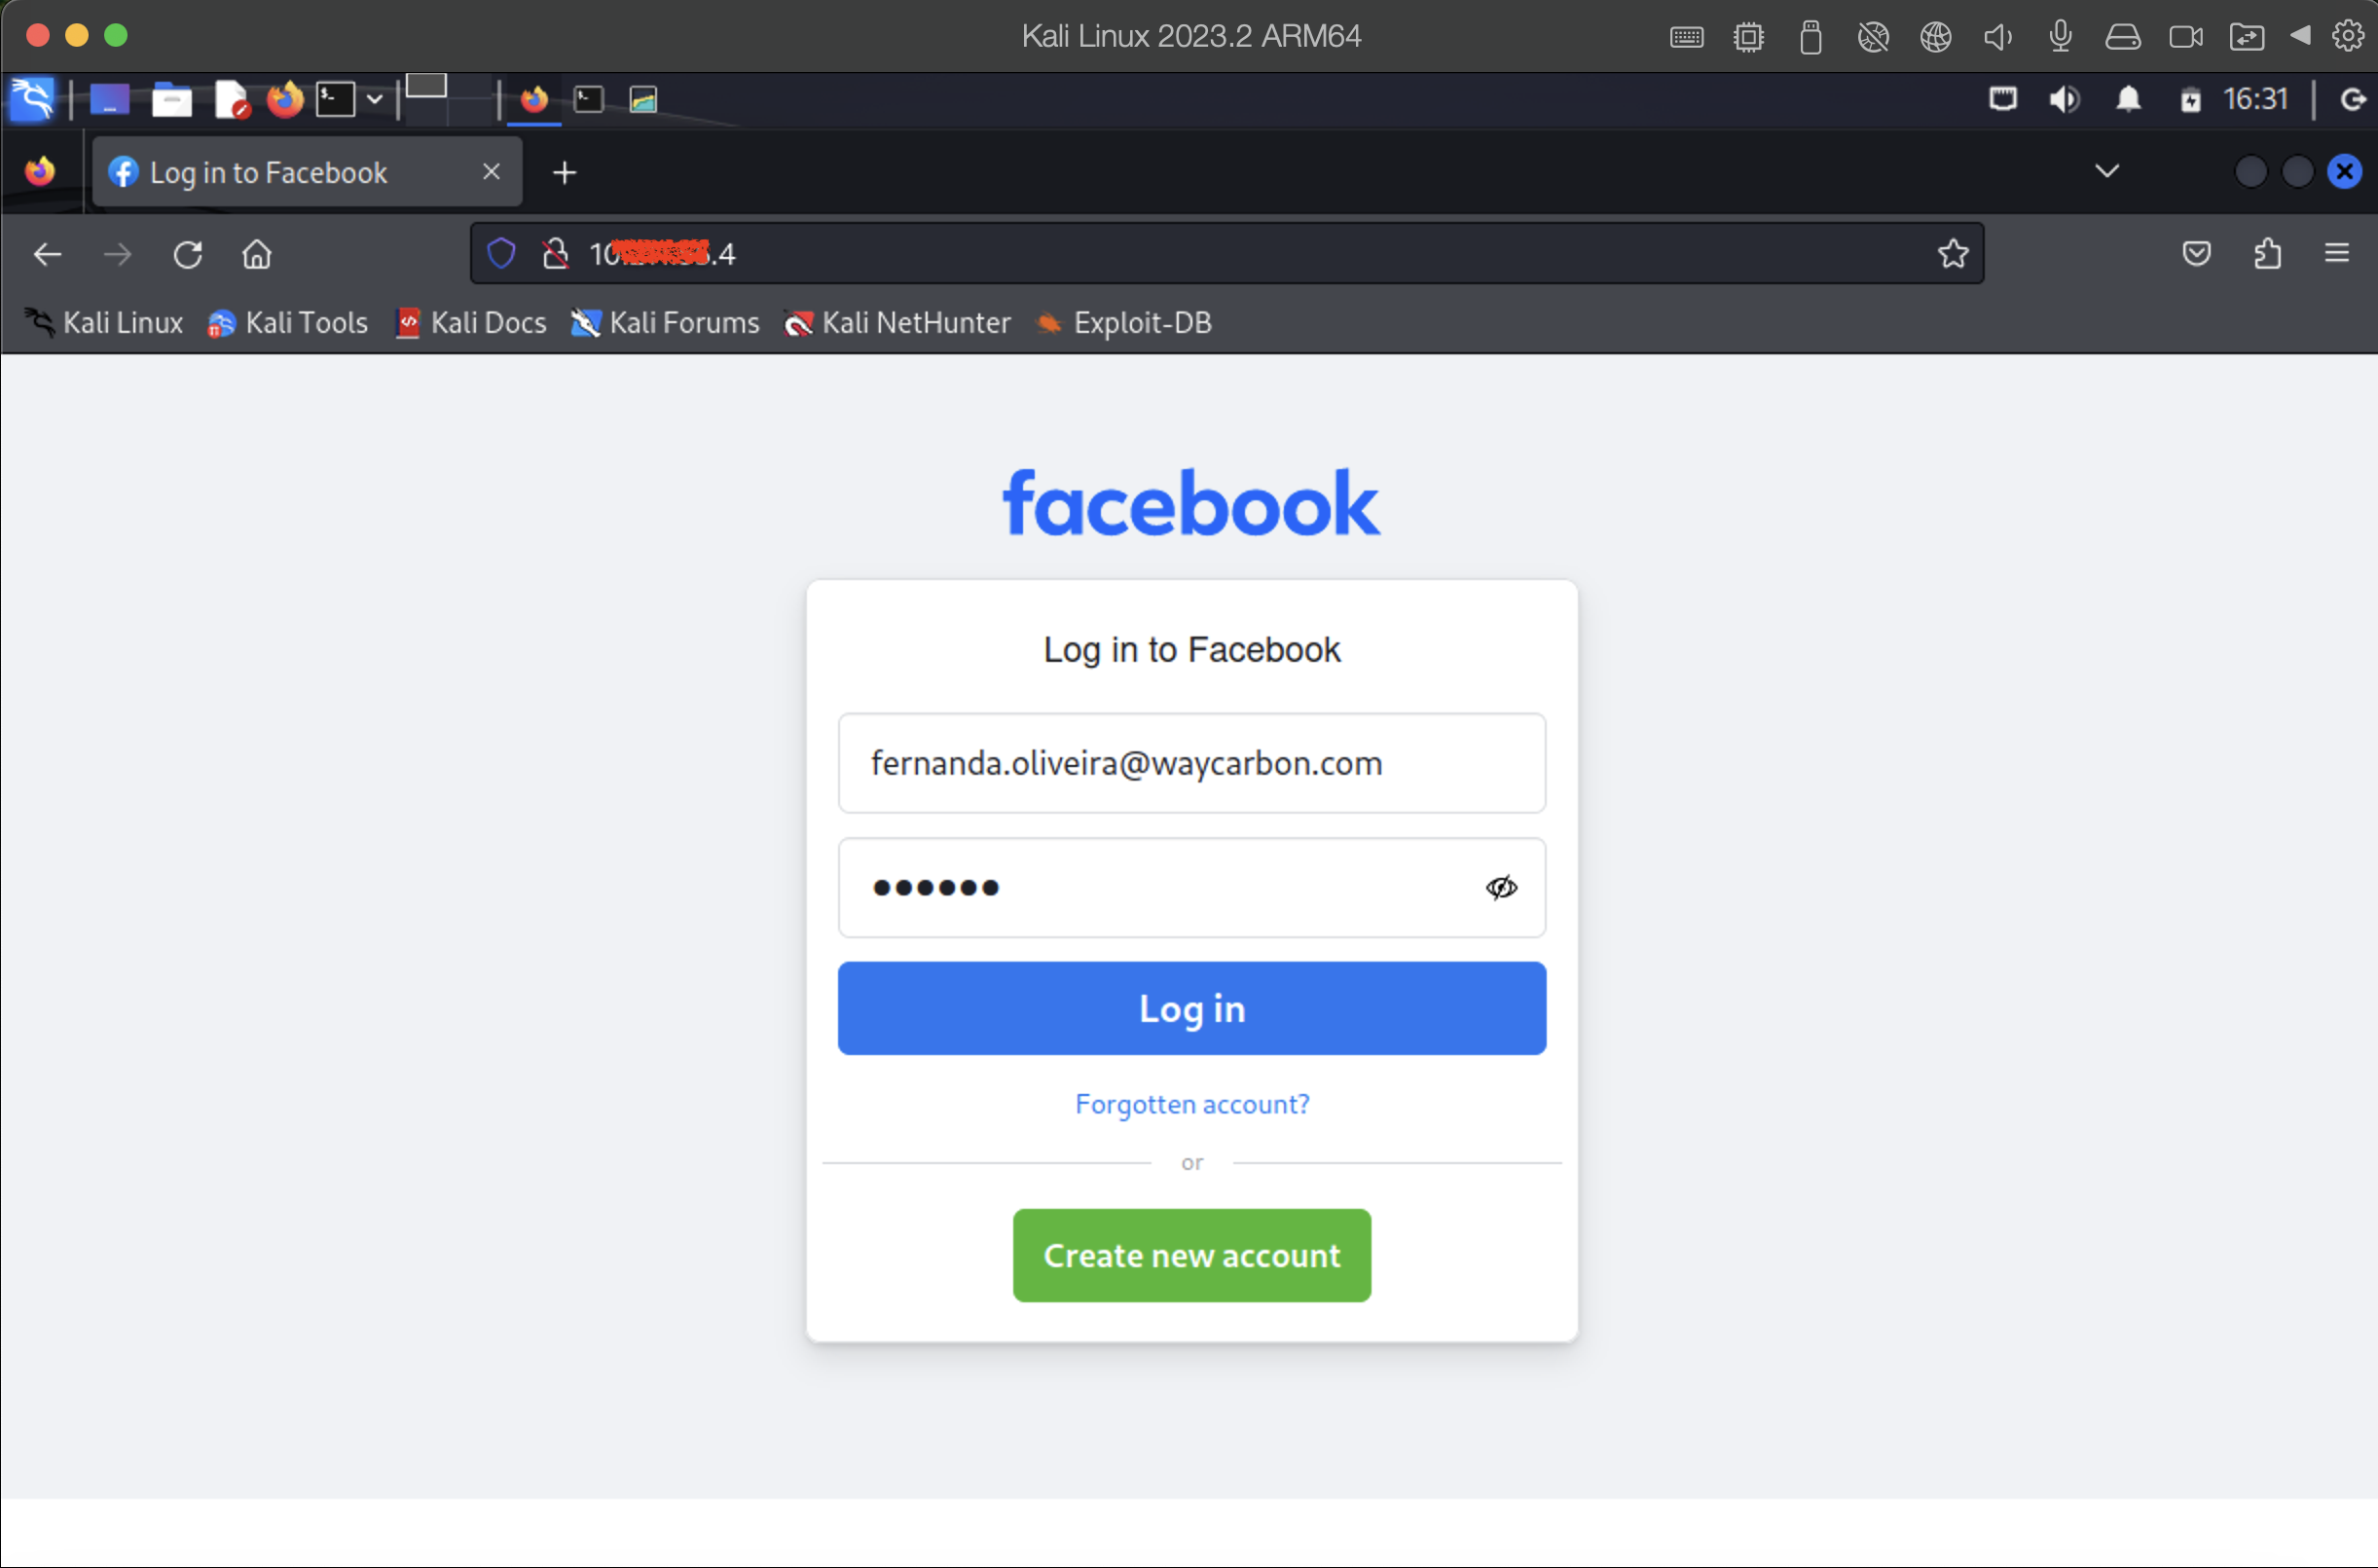 Kali Linux 2023.2 ARM64
16:31
Log in to Facebook
10 .4
Kali Linux Kali Tools Kali Docs Kali Forums Kali NetHunter Exploit-DB
facebook
Log in to Facebook
fernanda.oliveira@waycarbon.com
••••••
Log in
Forgotten account?
or
Create new account